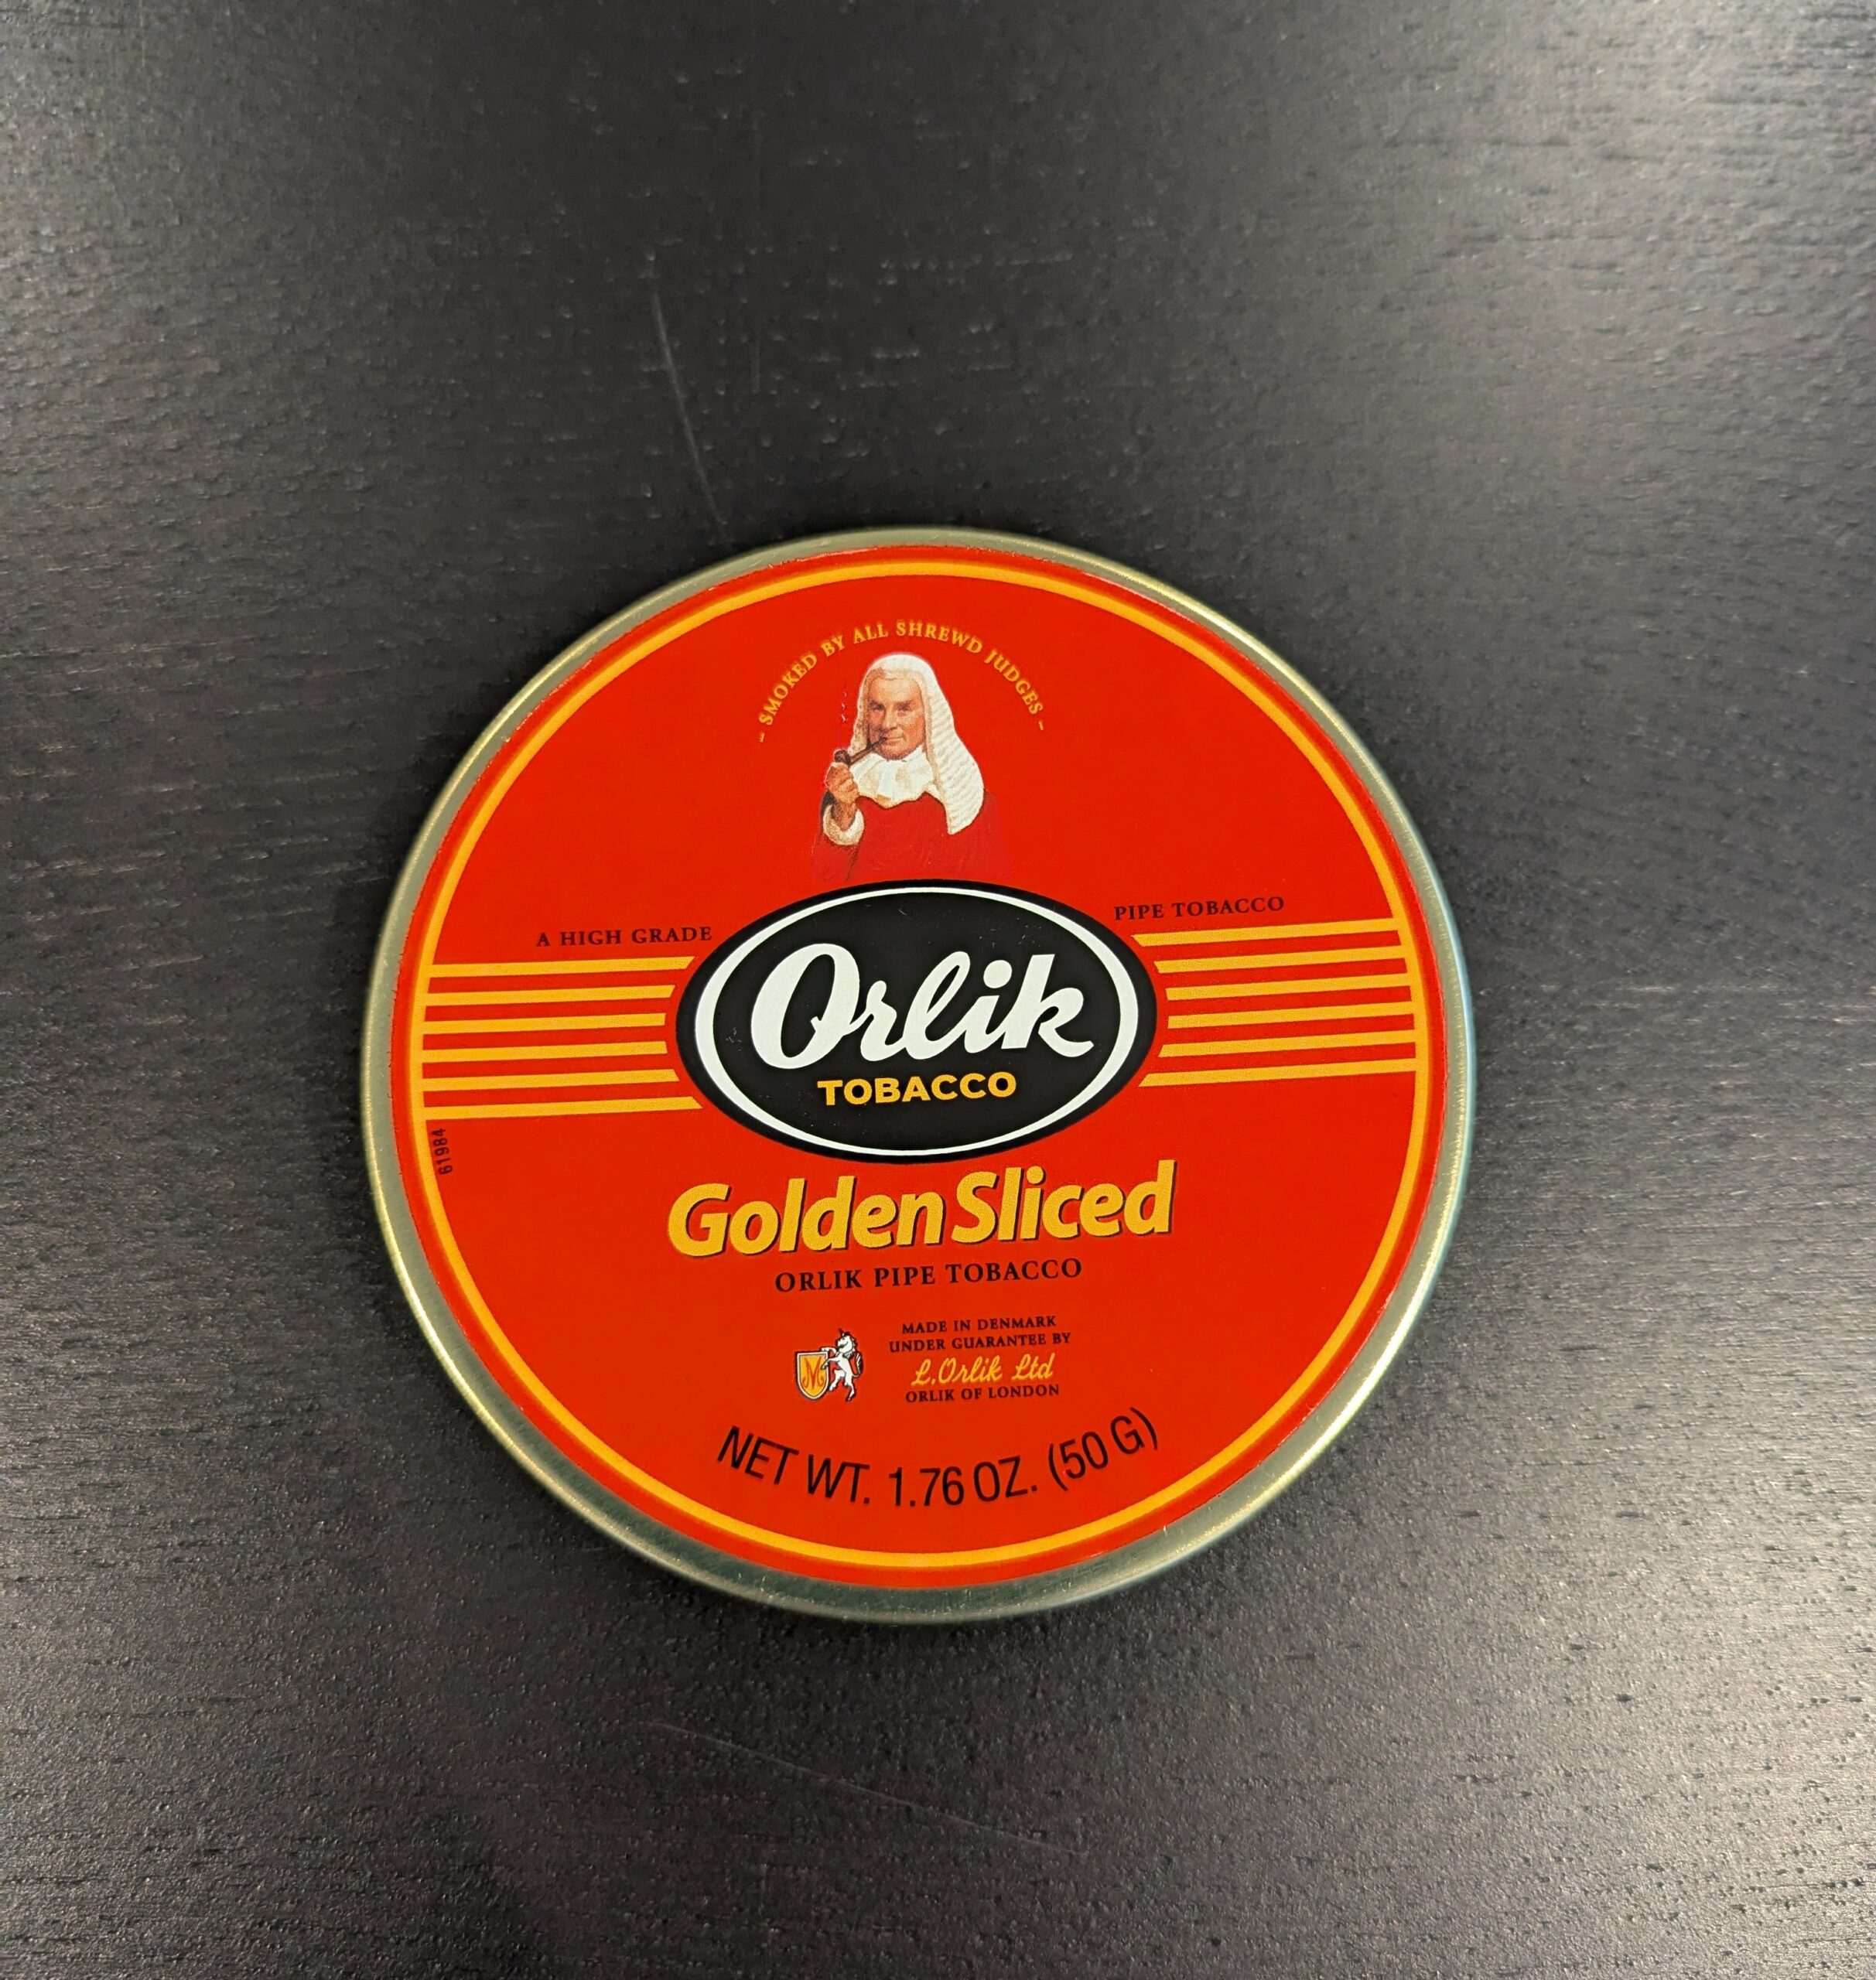 – SMOKED BY ALL SHREWD JUDGES –
A HIGH GRADE
PIPE TOBACCO
Orlik
TOBACCO
61984
Golden Sliced
ORLIK PIPE TOBACCO
M
MADE IN DENMARK
UNDER GUARANTEE BY
L.Orlik Ltd
ORLIK OF LONDON
NET WT. 1.76 OZ. (50 G)